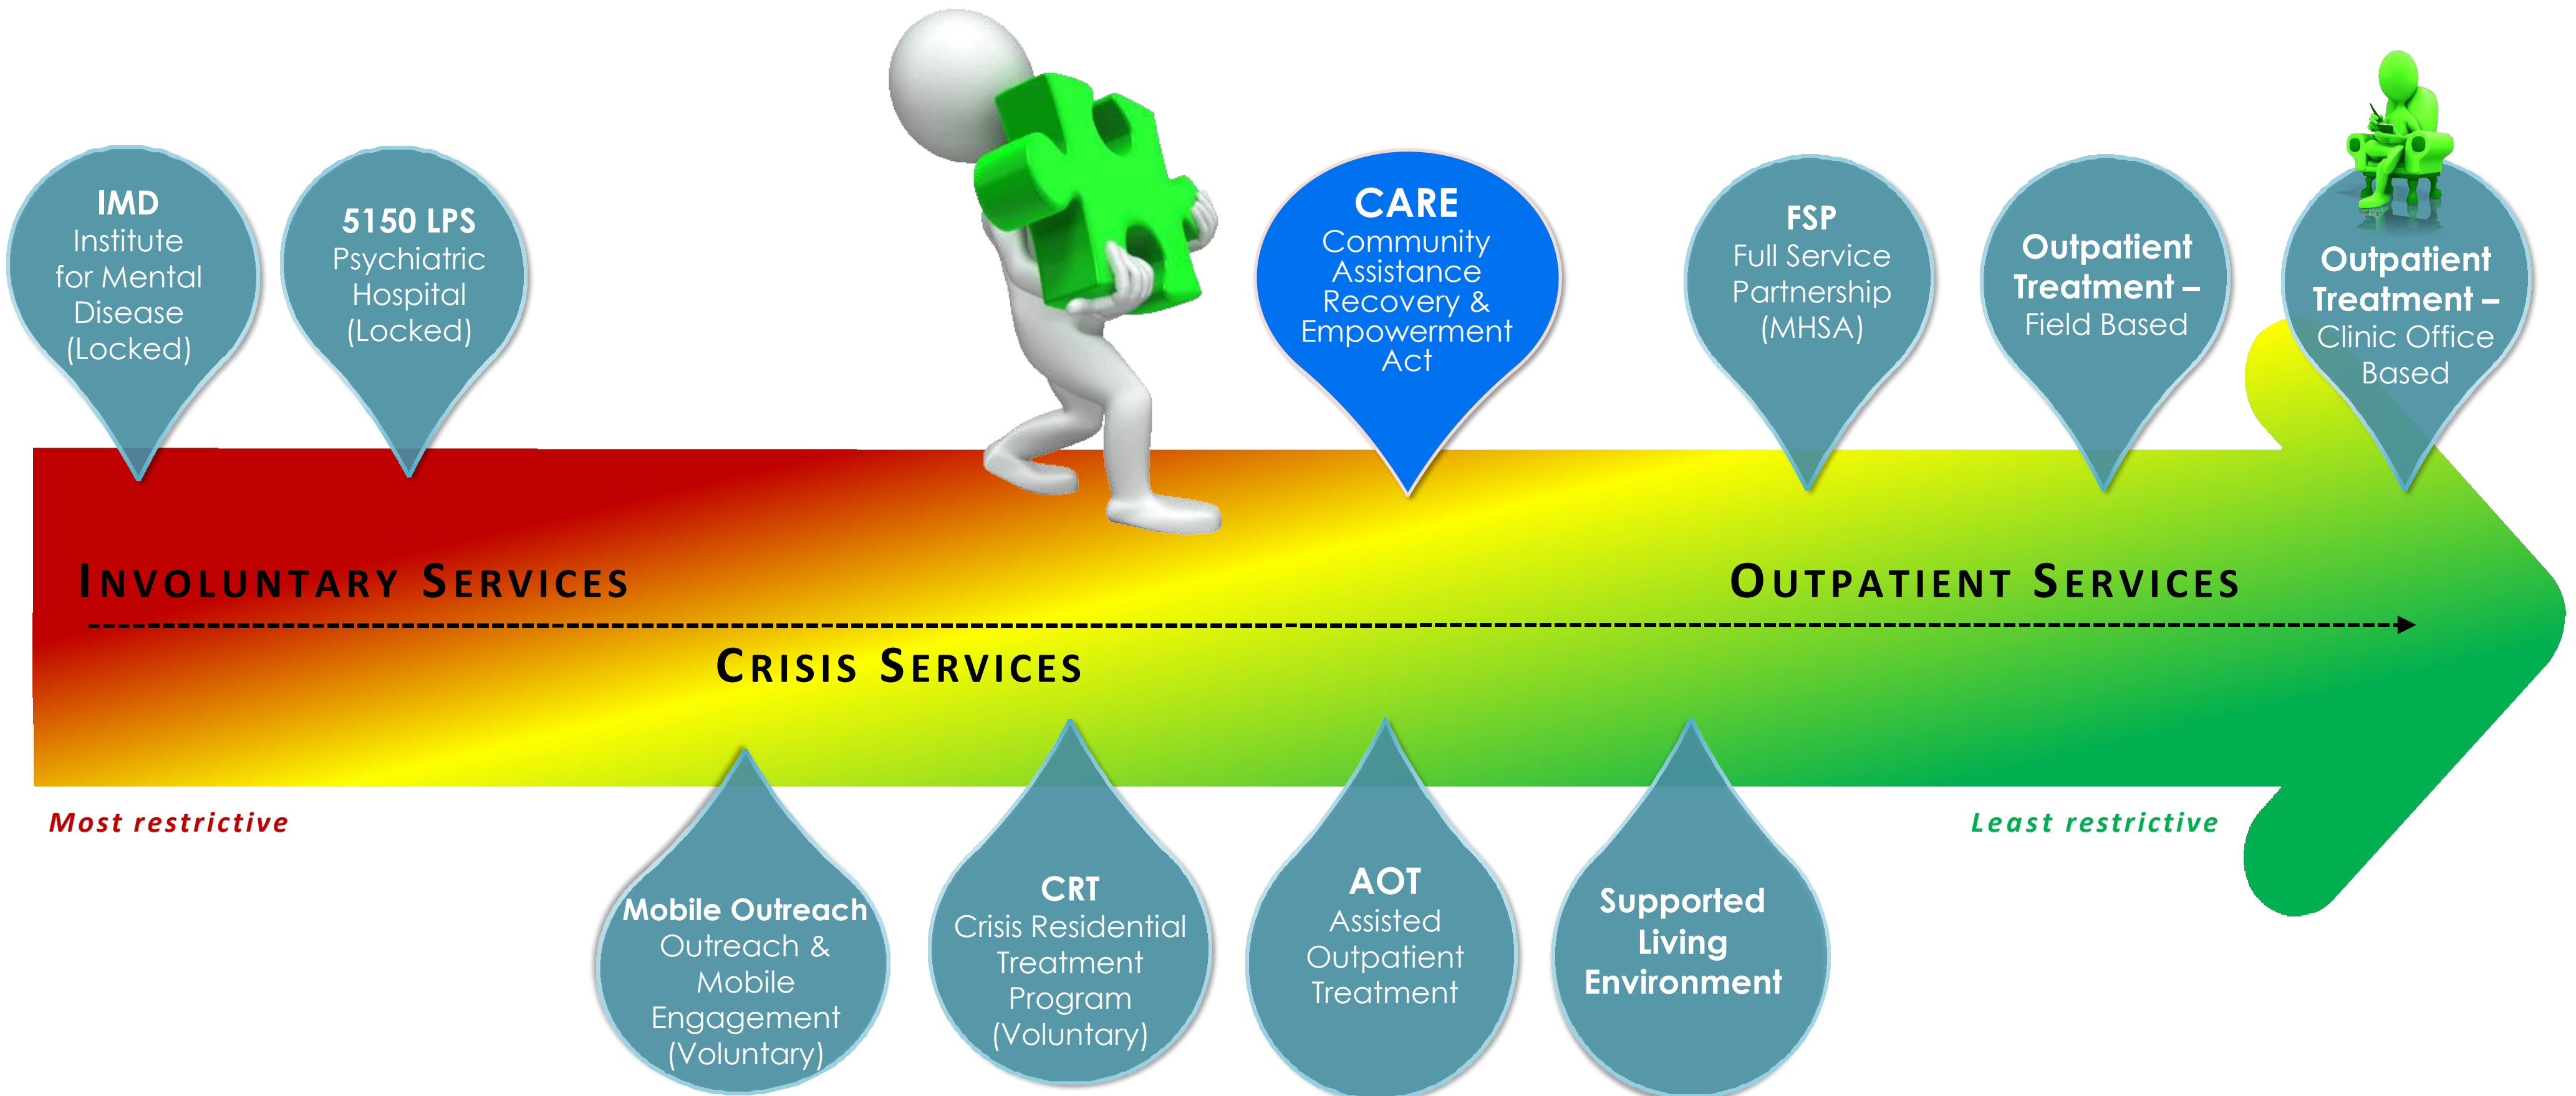 IMD
Institute
for Mental
Disease
(Locked)
5150 LPS
Psychiatric
Hospital
(Locked)
CARE
Community
Assistance
Recovery &
Empowerment
Act
FSP
Full Service
Partnership
(MHSA)
Outpatient
Treatment –
Field Based
Outpatient
Treatment –
Clinic Office
Based
INVOLUNTARY SERVICES
OUTPATIENT SERVICES
CRISIS SERVICES
Most restrictive
Least restrictive
Mobile Outreach
Outreach &
Mobile
Engagement
(Voluntary)
CRT
Crisis Residential
Treatment
Program
(Voluntary)
AOT
Assisted
Outpatient
Treatment
Supported
Living
Environment